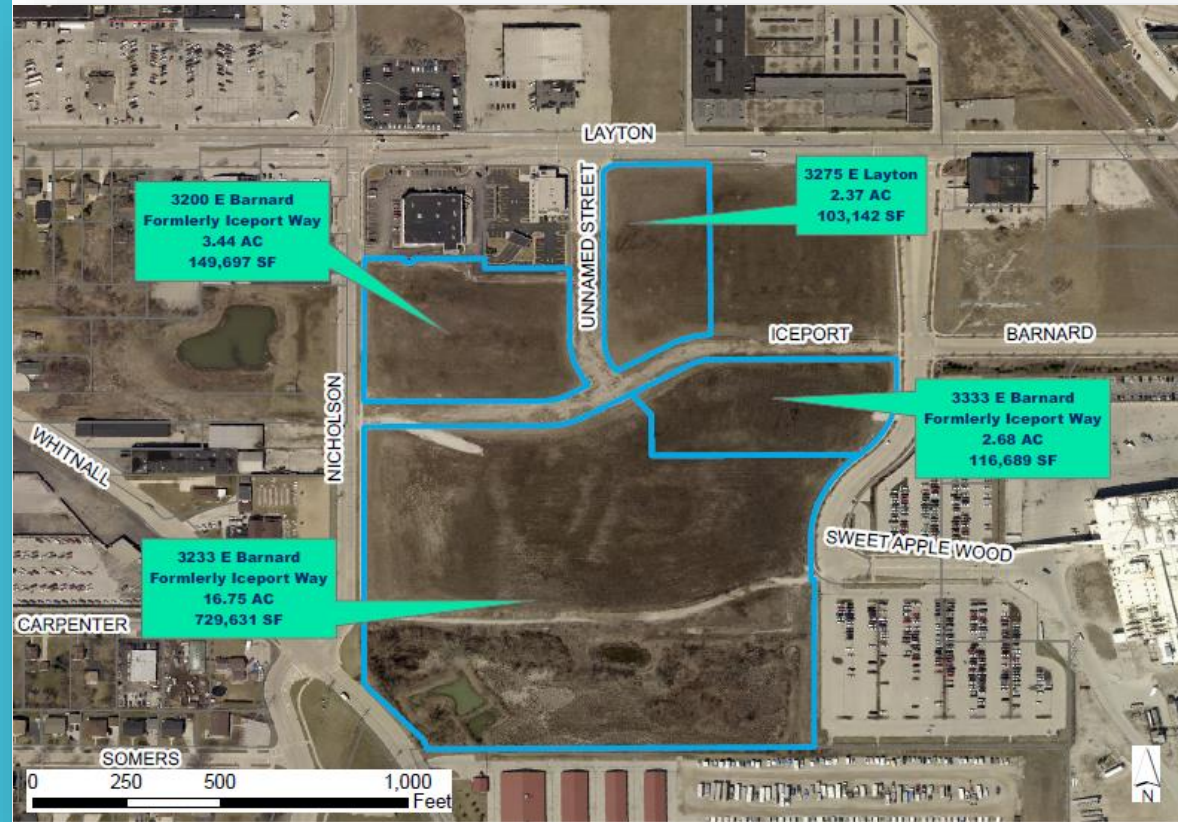 LAYTON
3200 E Barnard
Formlerly Iceport Way
3.44 AC
149,697 SF
UNNAMED STREET
3275 E Layton
2.37 AC
103,142 SF
ICEPORT
BARNARD
NICHOLSON
WHITNALL
3333 E Barnard
Formlerly Iceport Way
2.68 AC
116,689 SF
SWEET APPLE WOOD
3233 E Barnard
Formlerly Iceport Way
16.75 AC
729,631 SF
CARPENTER
SOMERS
0 250 500 1,000
Feet
N